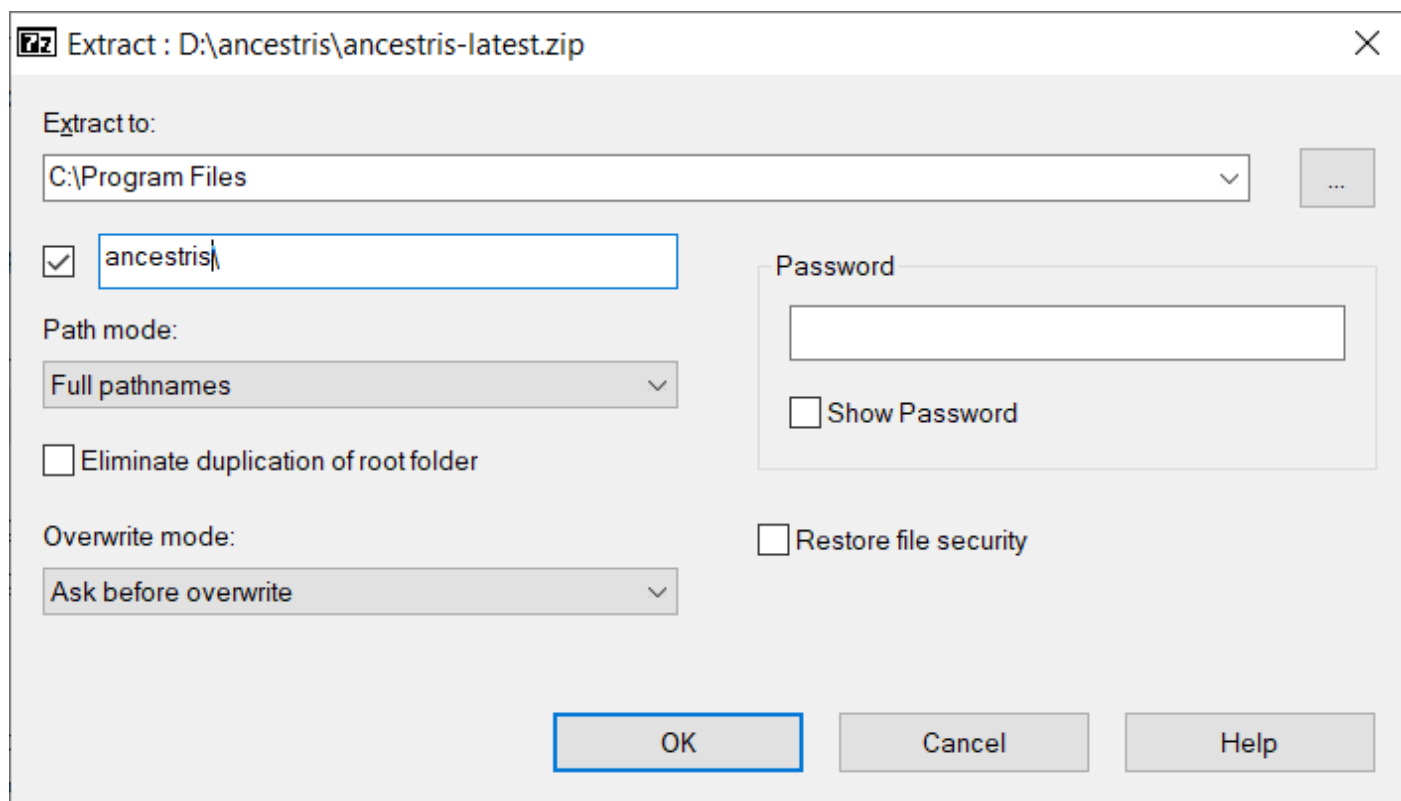 7z Extract : D:\ancestris\ancestris-latest.zip
Extract to:
C:\Program Files
...
ancestris\
Password
Path mode:
Full pathnames
Show Password
Eliminate duplication of root folder
Overwrite mode:
Restore file security
Ask before overwrite
OK Cancel Help